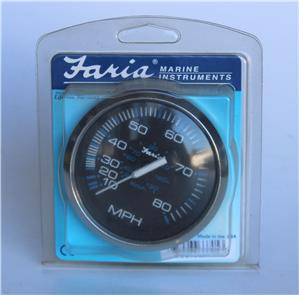 Faria
MARINE
INSTRUMENTS
50
60
40
70
30
20
10
80
Faria
MPH
Made in the USA